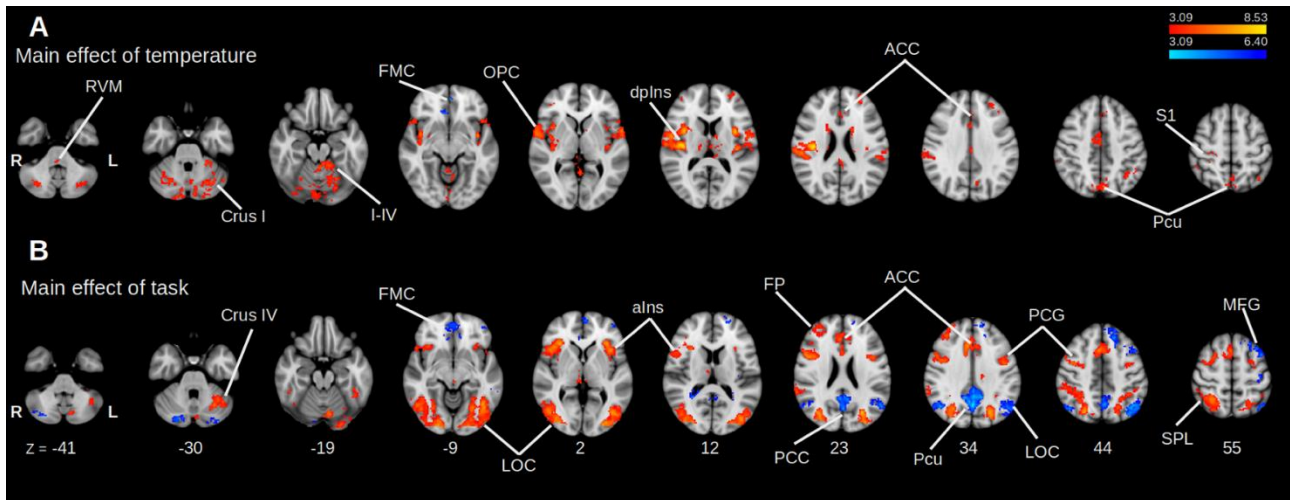 A
3.09 8.53
3.09 6.40
Main effect of temperature
ACC
FMC
OPC
RVM
dpIns
S1
R L
Crus I
I-IV
Pcu
B
Main effect of task
ACC
FMC
aIns
FP
MFG
Crus IV
PCG
R L
Z = -41 -30 -19 -9 2 12 23 34 44 55
LOC
PCC
Pcu
LOC
SPL